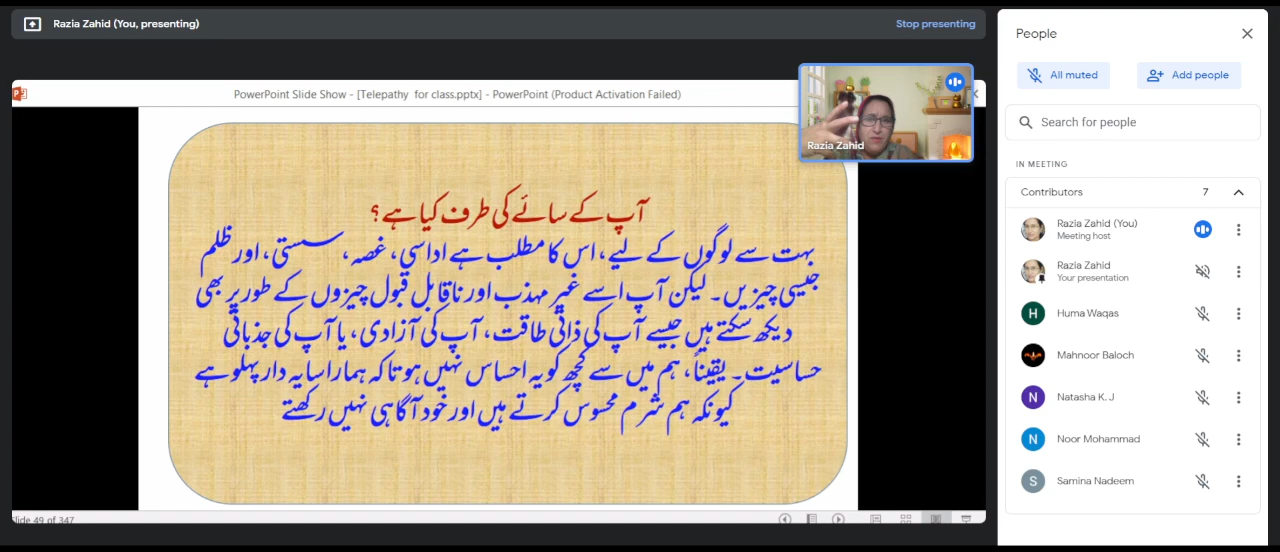 Razia Zahid (You, presenting)
Stop presenting
PowerPoint Slide Show - [Telepathy for class.pptx] - PowerPoint (Product Activation Failed)
Razia Zahid
آپ کے سائے کی طرف کیا ہے؟
بہت سے لوگوں کے لیے، اس کا مطلب ہے اداسی، غصہ، سستی، اور ظلم
جیسی چیزیں۔ لیکن آپ اسے غیر مہذب اور ناقابل قبول چیزوں کے طور پر بھی
دیکھ سکتے ہیں جیسے آپ کی ذاتی طاقت، آپ کی آزادی، یا آپ کی جذباتی
حساسیت۔ یقیناً، ہم میں سے کچھ کو یہ احساس نہیں ہوتا کہ ہمارا سایہ دار پہلو ہے
کیونکہ ہم شرم محسوس کرتے ہیں اور خود آگاہی نہیں رکھتے
lide 49 of 347
People
All muted
Add people
Search for people
IN MEETING
Contributors 7
Razia Zahid (You)
Meeting host
Razia Zahid
Your presentation
H Huma Waqas
Mahnoor Baloch
N Natasha K. J
N Noor Mohammad
S Samina Nadeem